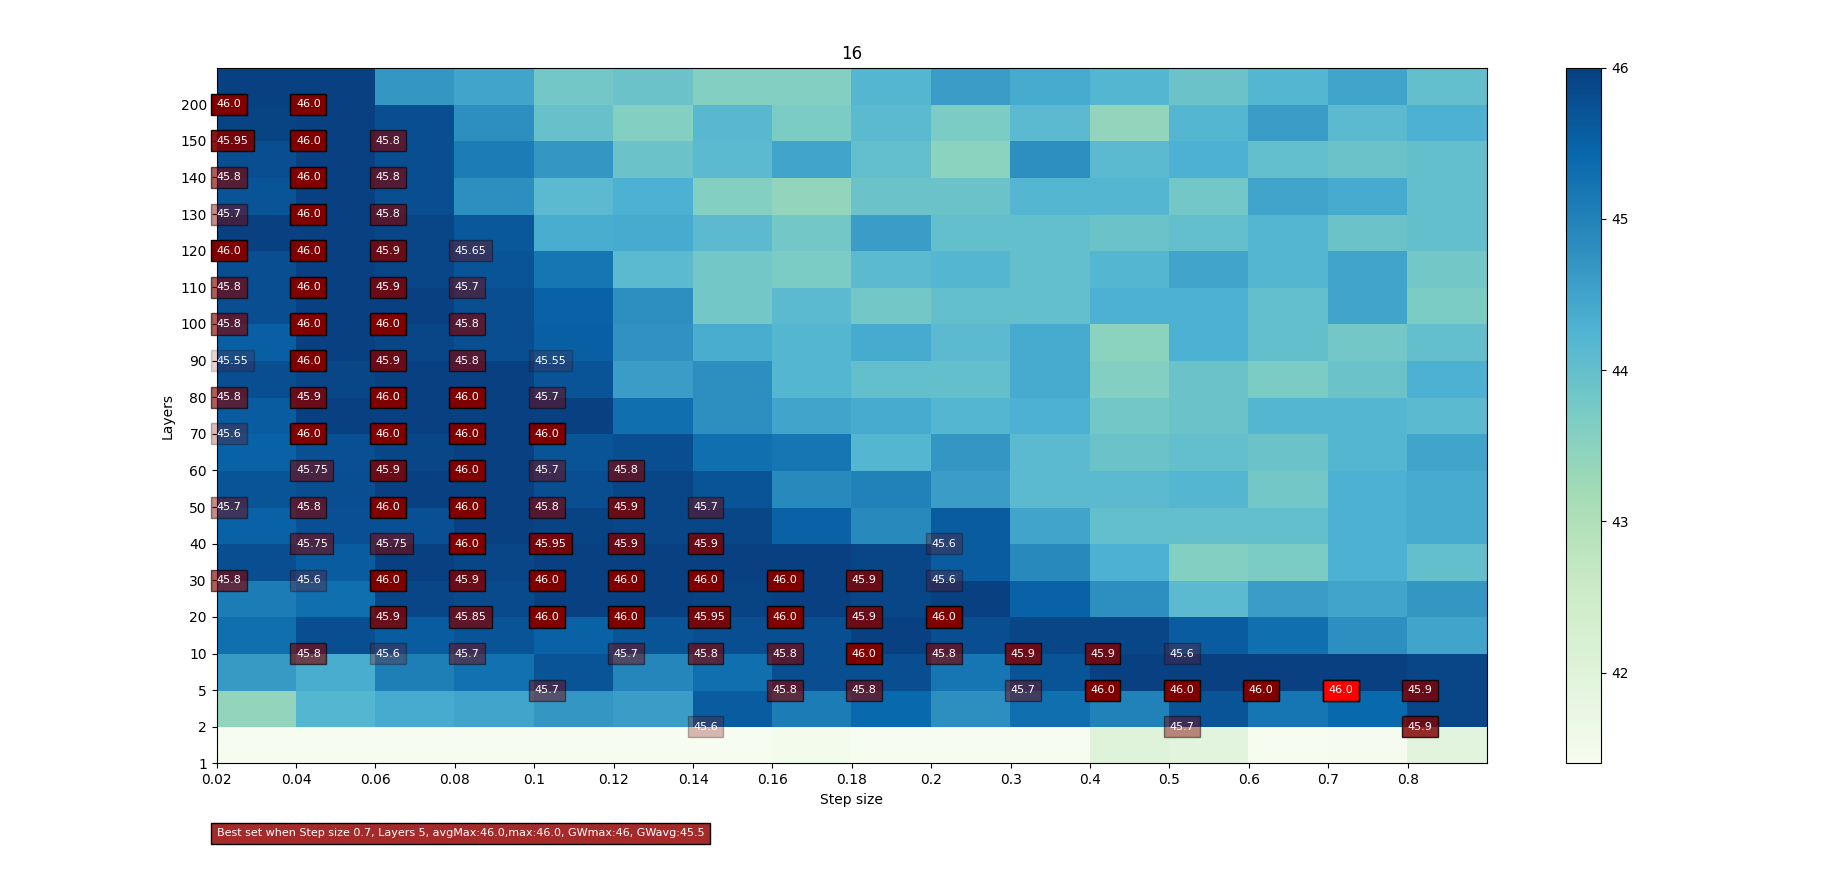 16
200 46.0 46.0 46
150 45.95 46.0 45.8
140 45.8 46.0 45.8
130 45.7 46.0 45.8 45
120 46.0 46.0 45.9 45.65
110 45.8 46.0 45.9 45.7
100 45.8 46.0 46.0 45.8
90 45.55 46.0 45.9 45.8 45.55 44
80 45.8 45.9 46.0 46.0 45.7
Layers
70 45.6 46.0 46.0 46.0 46.0
60 45.75 45.9 46.0 45.7 45.8
50 45.7 45.8 46.0 46.0 45.8 45.9 45.7 43
40 45.75 45.75 46.0 45.95 45.9 45.9 45.6
30 45.8 45.6 46.0 45.9 46.0 46.0 46.0 46.0 45.9 45.6
20 45.9 45.85 46.0 46.0 45.95 46.0 45.9 46.0
10 45.8 45.6 45.7 45.7 45.8 45.8 46.0 45.8 45.9 45.9 45.6 42
5 45.7 45.8 45.8 45.7 46.0 46.0 46.0 46.0 45.9
2 45.6 45.7 45.9
1
0.02 0.04 0.06 0.08 0.1 0.12 0.14 0.16 0.18 0.2 0.3 0.4 0.5 0.6 0.7 0.8
Step size
Best set when Step size 0.7, Layers 5, avgMax:46.0,max:46.0, GWmax:46, GWavg:45.5